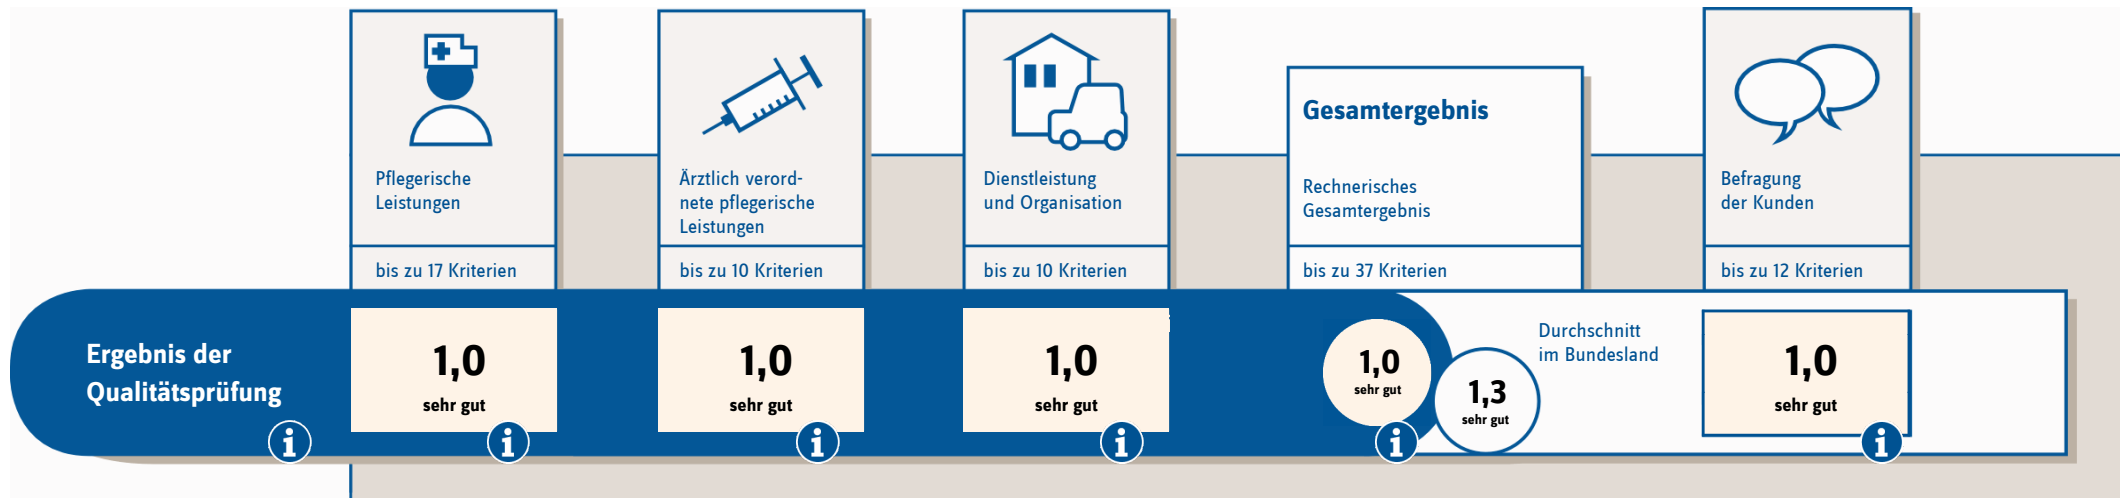 Pflegerische
Leistungen
bis zu 17 Kriterien
Ärztlich verord-
nete pflegerische
Leistungen
bis zu 10 Kriterien
Dienstleistung
und Organisation
bis zu 10 Kriterien
Gesamtergebnis
Rechnerisches
Gesamtergebnis
bis zu 37 Kriterien
Befragung
der Kunden
bis zu 12 Kriterien
Ergebnis der
Qualitätsprüfung
i
1,0
sehr gut
i
1,0
sehr gut
i
1,0
sehr gut
i
1,0
sehr gut
i
1,3
sehr gut
Durchschnitt
im Bundesland
1,0
sehr gut
i